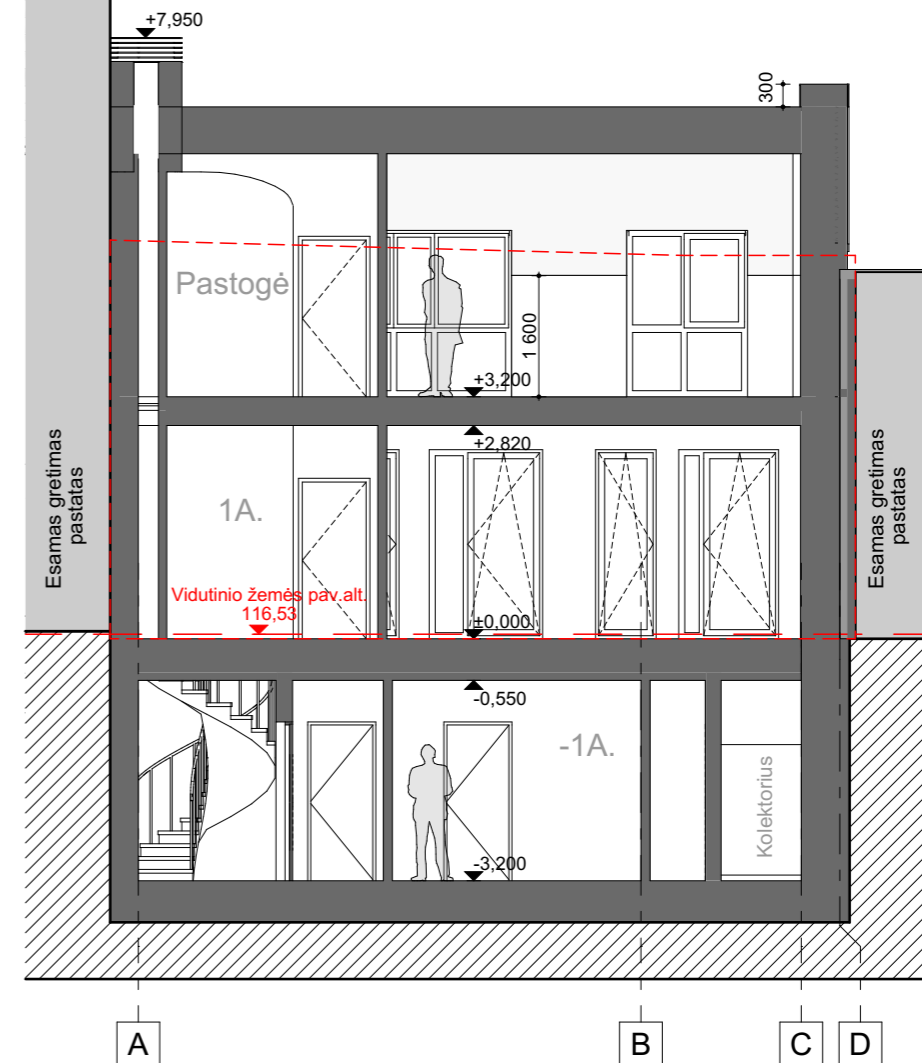 +7,950
300
Pastogė
1 600
+3,200
+2,820
Esamas gretimas
pastatas
1A.
Esamas gretimas
pastatas
Vidutinio žemės pav.alt.
116,53
±0,000
-0,550
-1A.
Kolektorius
-3,200
A
B
C
D